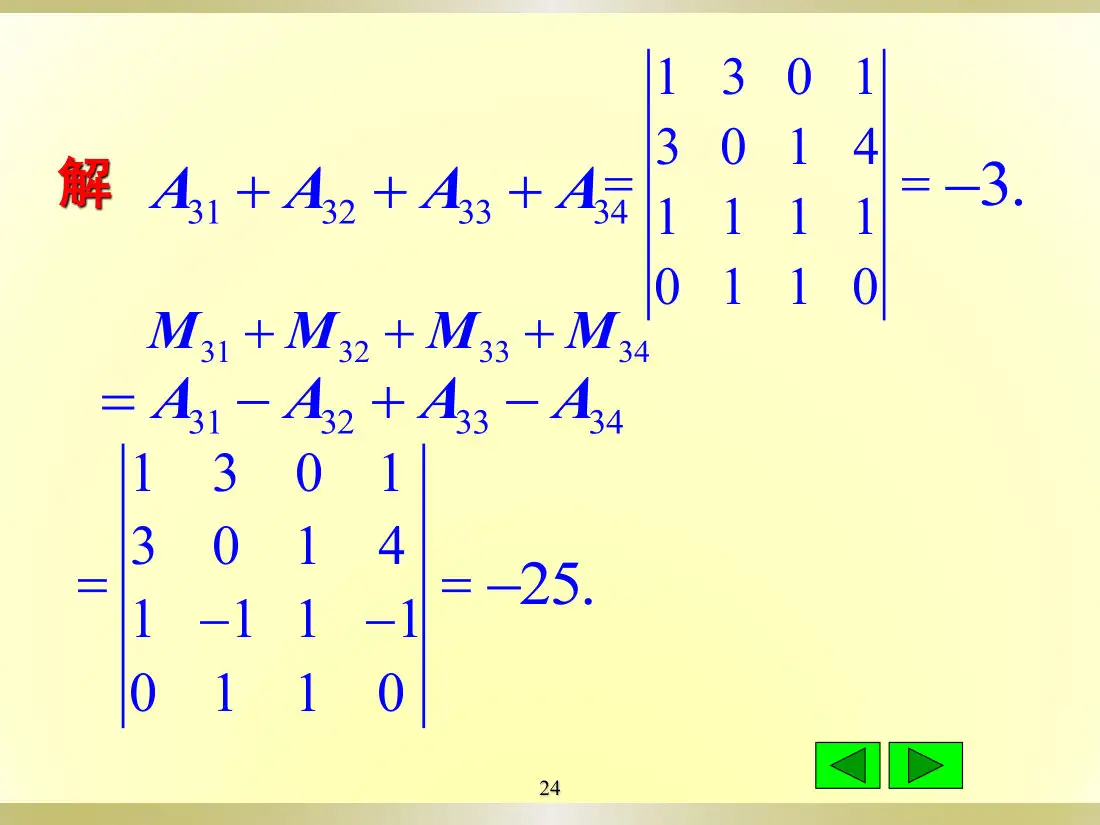 解 A₃₁ + A₃₂ + A₃₃ + A₃₄ = | 1 3 0 1 |
| 3 0 1 4 |
| 1 1 1 1 |
| 0 1 1 0 | = −3.
M₃₁ + M₃₂ + M₃₃ + M₃₄
= A₃₁ − A₃₂ + A₃₃ − A₃₄
= | 1 3 0 1 |
| 3 0 1 4 |
| 1 −1 1 −1 |
| 0 1 1 0 | = −25.
24